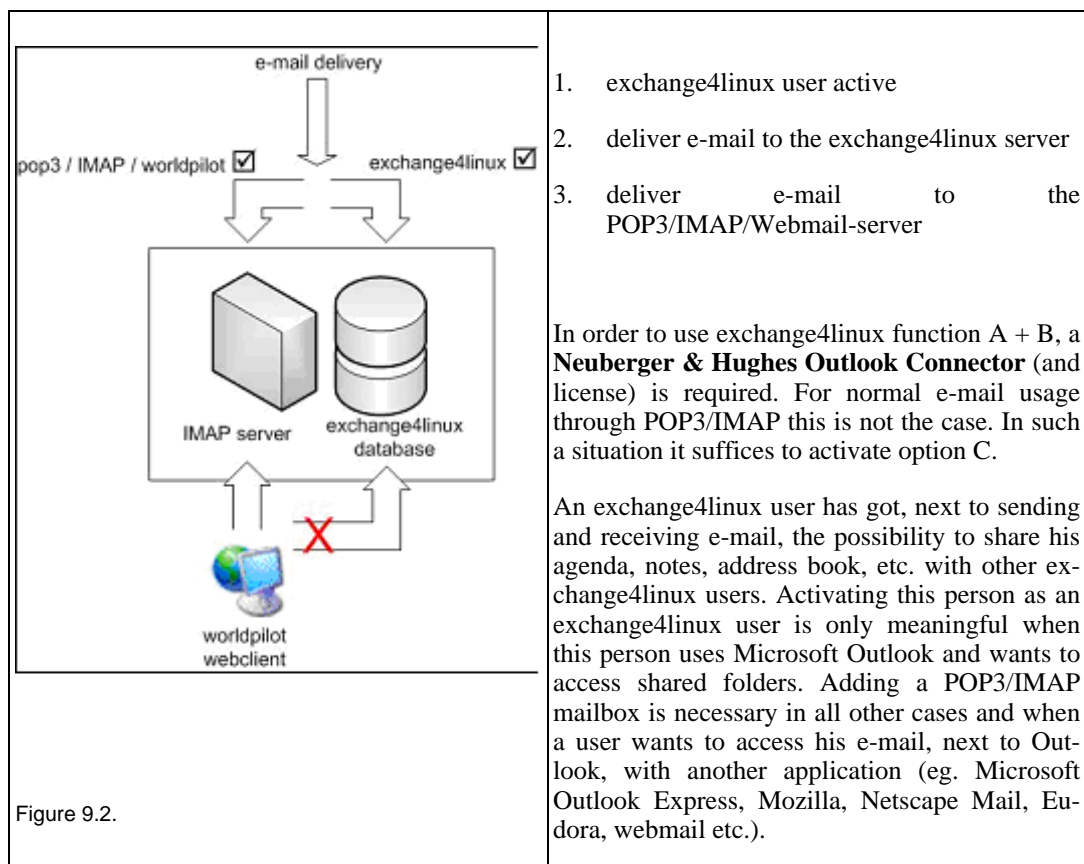 e-mail delivery
pop3 / IMAP / worldpilot
exchange4linux
IMAP server
exchange4linux
database
worldpilot
webclient
Figure 9.2.
1. exchange4linux user active
2. deliver e-mail to the exchange4linux server
3. deliver e-mail to the
POP3/IMAP/Webmail-server
In order to use exchange4linux function A + B, a
Neuberger & Hughes Outlook Connector (and
license) is required. For normal e-mail usage
through POP3/IMAP this is not the case. In such
a situation it suffices to activate option C.
An exchange4linux user has got, next to sending
and receiving e-mail, the possibility to share his
agenda, notes, address book, etc. with other ex-
change4linux users. Activating this person as an
exchange4linux user is only meaningful when
this person uses Microsoft Outlook and wants to
access shared folders. Adding a POP3/IMAP
mailbox is necessary in all other cases and when
a user wants to access his e-mail, next to Out-
look, with another application (eg. Microsoft
Outlook Express, Mozilla, Netscape Mail, Eu-
dora, webmail etc.).